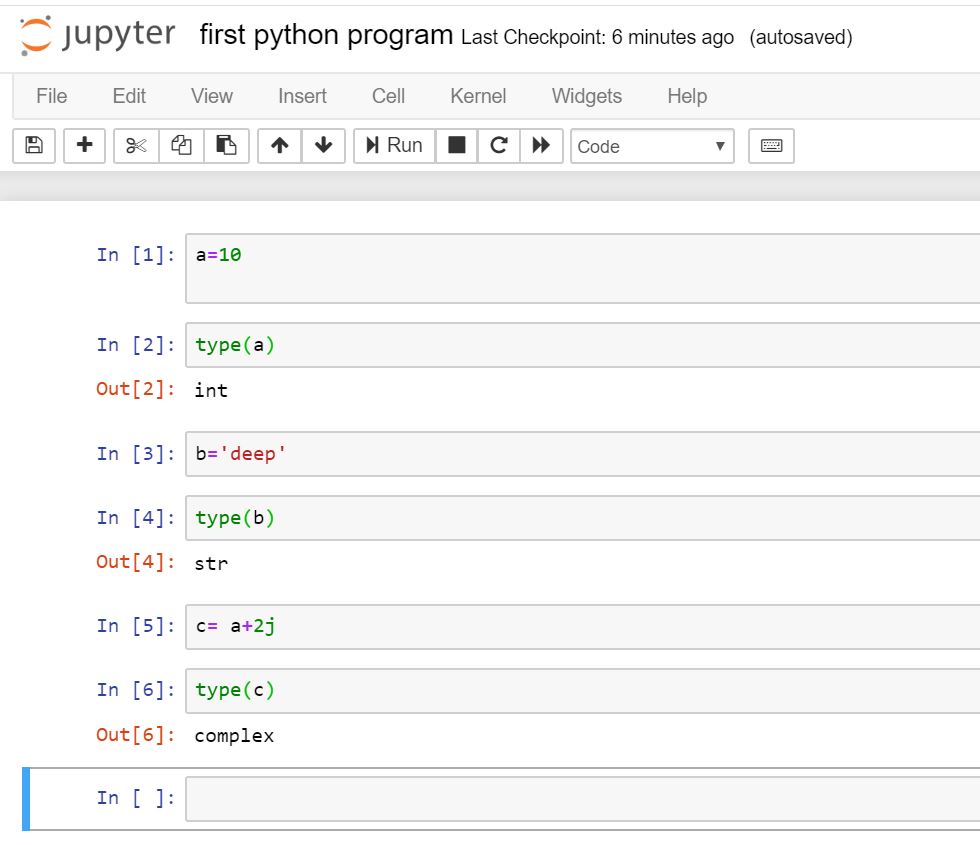 jupyter first python program Last Checkpoint: 6 minutes ago (autosaved)
File Edit View Insert Cell Kernel Widgets Help
Run Code
In [1]: a=10
In [2]: type(a)
Out[2]: int
In [3]: b='deep'
In [4]: type(b)
Out[4]: str
In [5]: c= a+2j
In [6]: type(c)
Out[6]: complex
In [ ]: